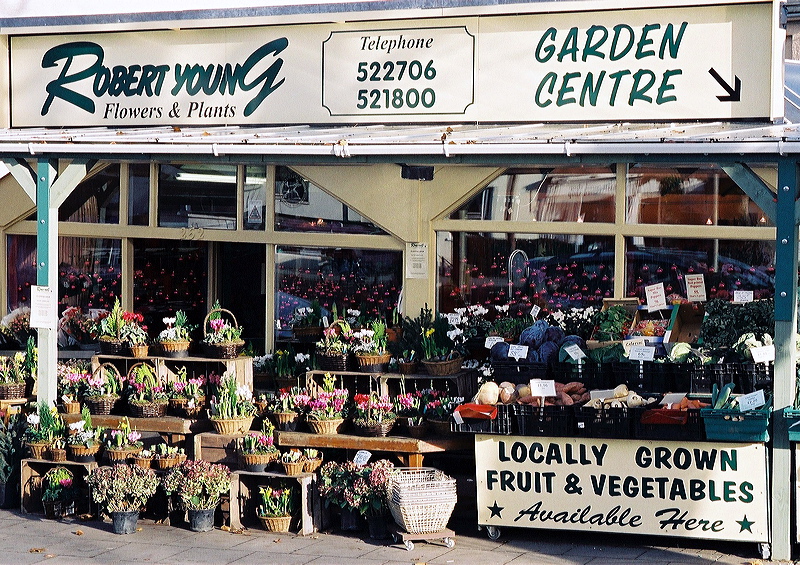 ROBERT YOUNG
Flowers & Plants
Telephone
522706
521800
GARDEN
CENTRE
LOCALLY GROWN
FRUIT & VEGETABLES
Available Here